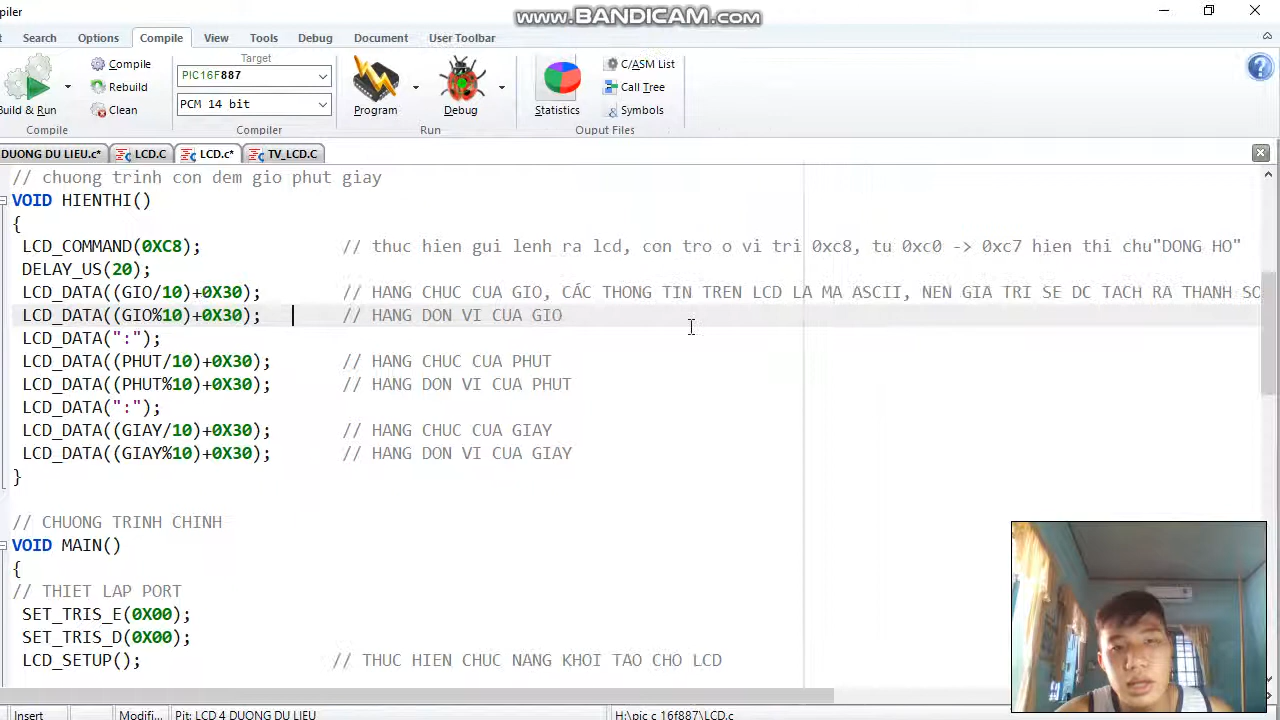 www.BANDICAM.com
piler
t Search Options Compile View Tools Debug Document User Toolbar
Build & Run
Compile
Rebuild
Clean
Compile
Target
PIC16F887
PCM 14 bit
Compiler
Program
Debug
Run
Statistics
C/ASM List
Call Tree
Symbols
Ouput Files
DUONG DU LIEU.c* LCD.C LCD.c* TV_LCD.C
// chuong trinh con dem gio phut giay
VOID HIENTHI()
{
LCD_COMMAND(0XC8); // thuc hien gui lenh ra lcd, con tro o vi tri 0xc8, tu 0xc0 -> 0xc7 hien thi chu"DONG HO"
DELAY_US(20);
LCD_DATA((GIO/10)+0X30); // HANG CHUC CUA GIO, CÁC THONG TIN TREN LCD LA MA ASCII, NEN GIA TRI SE DC TACH RA THANH SO
LCD_DATA((GIO%10)+0X30); // HANG DON VI CUA GIO
LCD_DATA(":");
LCD_DATA((PHUT/10)+0X30); // HANG CHUC CUA PHUT
LCD_DATA((PHUT%10)+0X30); // HANG DON VI CUA PHUT
LCD_DATA(":");
LCD_DATA((GIAY/10)+0X30); // HANG CHUC CUA GIAY
LCD_DATA((GIAY%10)+0X30); // HANG DON VI CUA GIAY
}
// CHUONG TRINH CHINH
VOID MAIN()
{
// THIET LAP PORT
SET_TRIS_E(0X00);
SET_TRIS_D(0X00);
LCD_SETUP(); // THUC HIEN CHUC NANG KHOI TAO CHO LCD
Insert Modifi... Pjt: LCD 4 DUONG DU LIEU H:\pic c 16f887\LCD.c